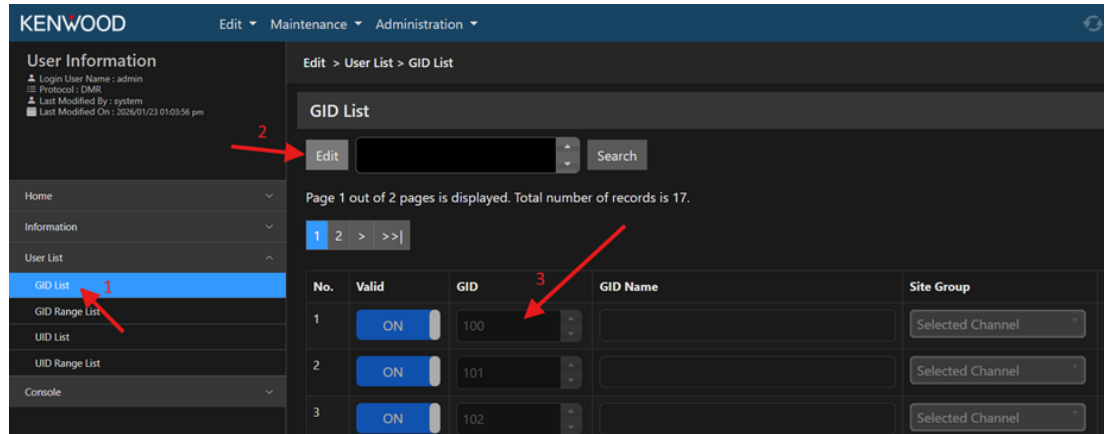 KENWOOD
Edit Maintenance Administration
User Information
Login User Name : admin
Protocol : DMR
Last Modified By : system
Last Modified On : 2026/01/23 01:03:56 pm
Edit > User List > GID List
GID List
2
Edit Search
Home
Page 1 out of 2 pages is displayed. Total number of records is 17.
Information
1 2 > >>|
User List
GID List 1
3
No. Valid GID GID Name Site Group
GID Range List
1 ON 100 Selected Channel
UID List
UID Range List
2 ON 101 Selected Channel
Console
3 ON 102 Selected Channel